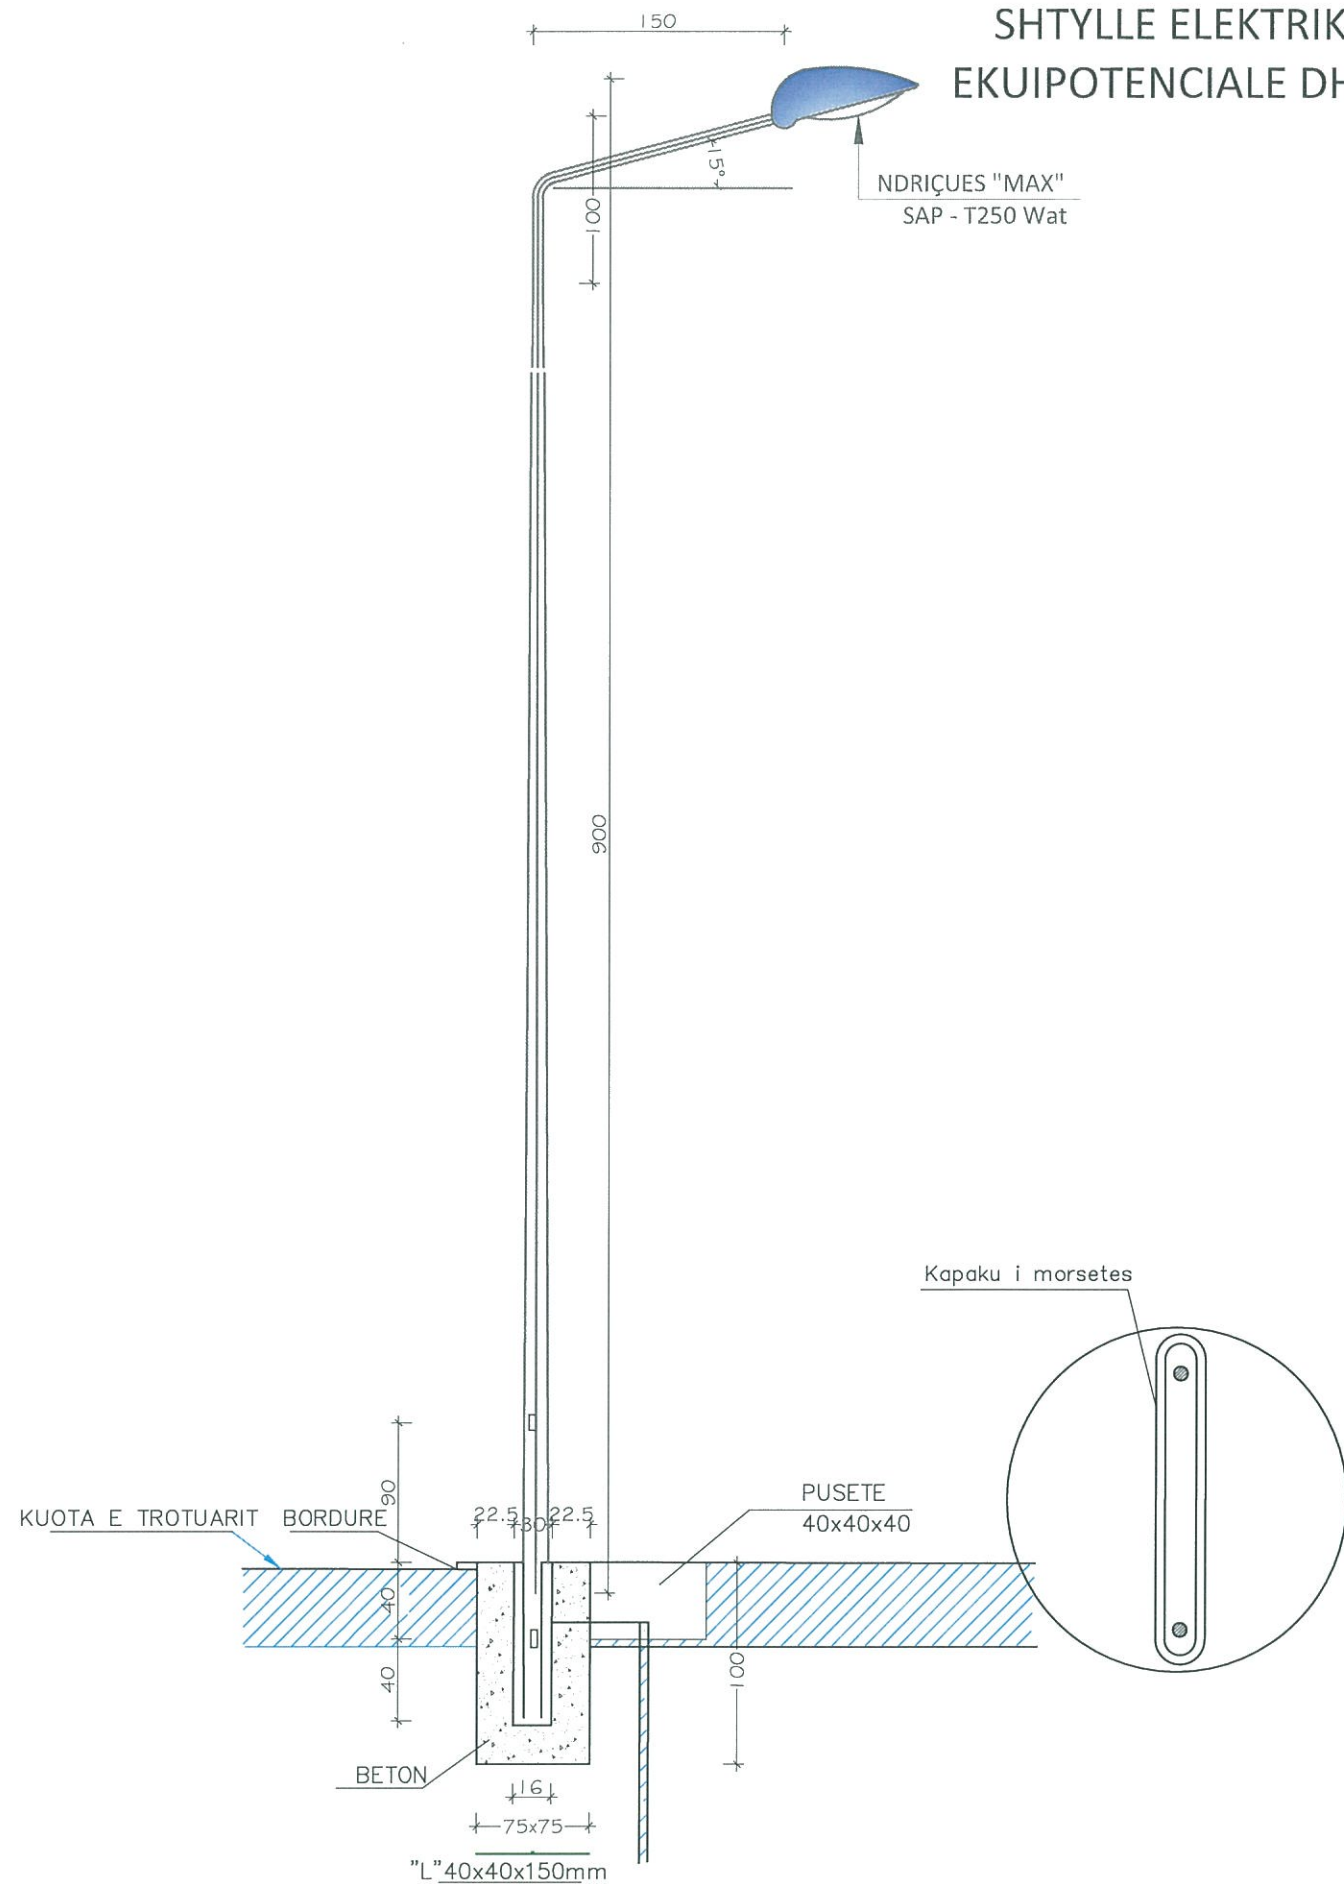 150
SHTYLLE ELEKTRIK
EKUIPOTENCIALE DH
15°
100
NDRIÇUES "MAX"
SAP - T250 Wat
900
Kapaku i morsetes
90
KUOTA E TROTUARIT
BORDURE
22.5
30
22.5
PUSETE
40x40x40
40
40
100
BETON
16
75x75
"L"40x40x150mm